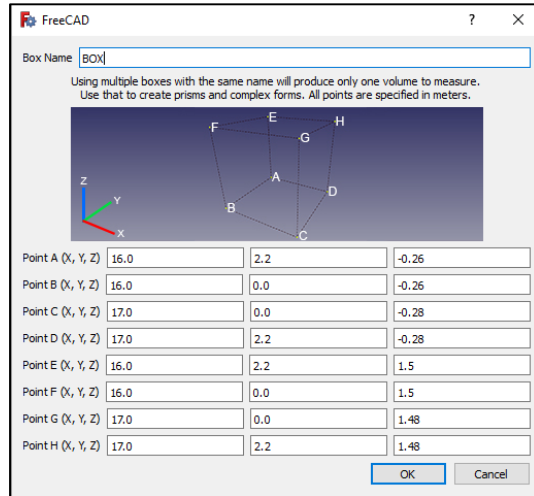 FreeCAD
Box Name BOX
Using multiple boxes with the same name will produce only one volume to measure.
Use that to create prisms and complex forms. All points are specified in meters.
E
H
F
G
A
Z
D
Y
B
X
C
Point A (X, Y, Z) 16.0 2.2 -0.26
Point B (X, Y, Z) 16.0 0.0 -0.26
Point C (X, Y, Z) 17.0 0.0 -0.28
Point D (X, Y, Z) 17.0 2.2 -0.28
Point E (X, Y, Z) 16.0 2.2 1.5
Point F (X, Y, Z) 16.0 0.0 1.5
Point G (X, Y, Z) 17.0 0.0 1.48
Point H (X, Y, Z) 17.0 2.2 1.48
OK Cancel